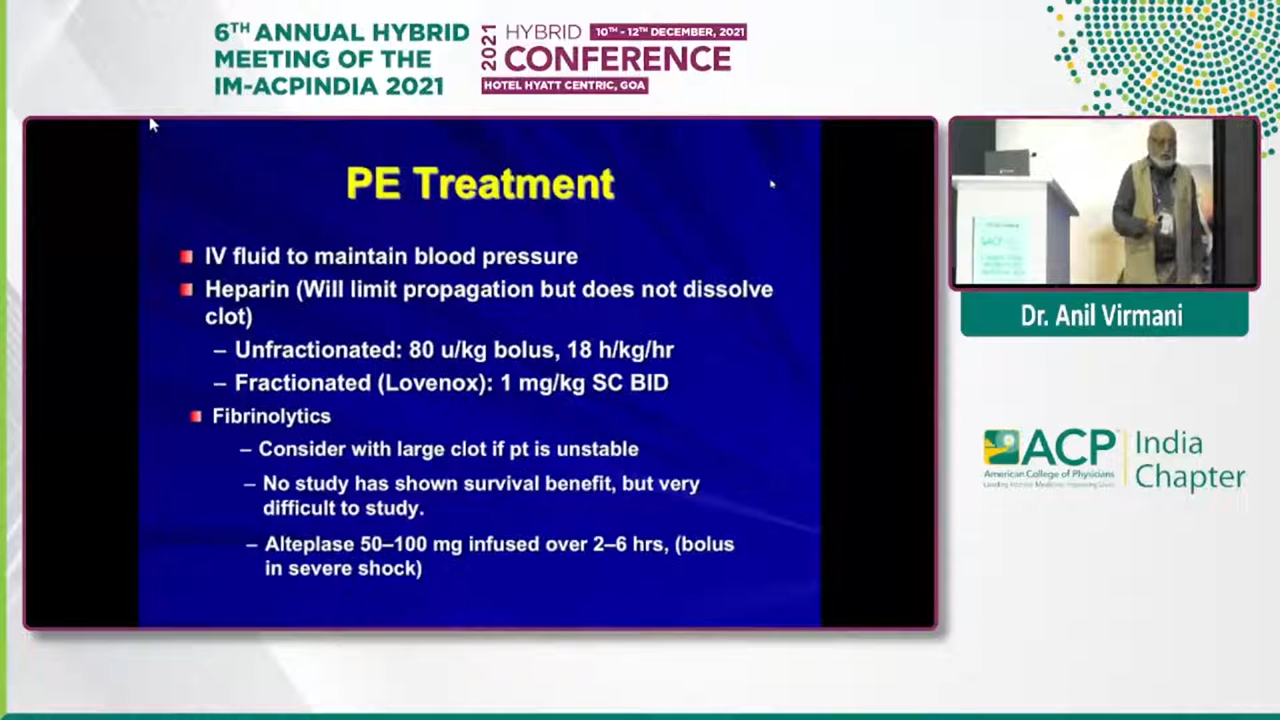 6TH ANNUAL HYBRID
MEETING OF THE
IM-ACPINDIA 2021
2021
HYBRID 10TH - 12TH DECEMBER, 2021
CONFERENCE
HOTEL HYATT CENTRIC, GOA
PE Treatment
IV fluid to maintain blood pressure
Heparin (Will limit propagation but does not dissolve
clot)
– Unfractionated: 80 u/kg bolus, 18 h/kg/hr
– Fractionated (Lovenox): 1 mg/kg SC BID
Fibrinolytics
– Consider with large clot if pt is unstable
– No study has shown survival benefit, but very
difficult to study.
– Alteplase 50–100 mg infused over 2–6 hrs, (bolus
in severe shock)
Dr. Anil Virmani
ACP
American College of Physicians
India
Chapter